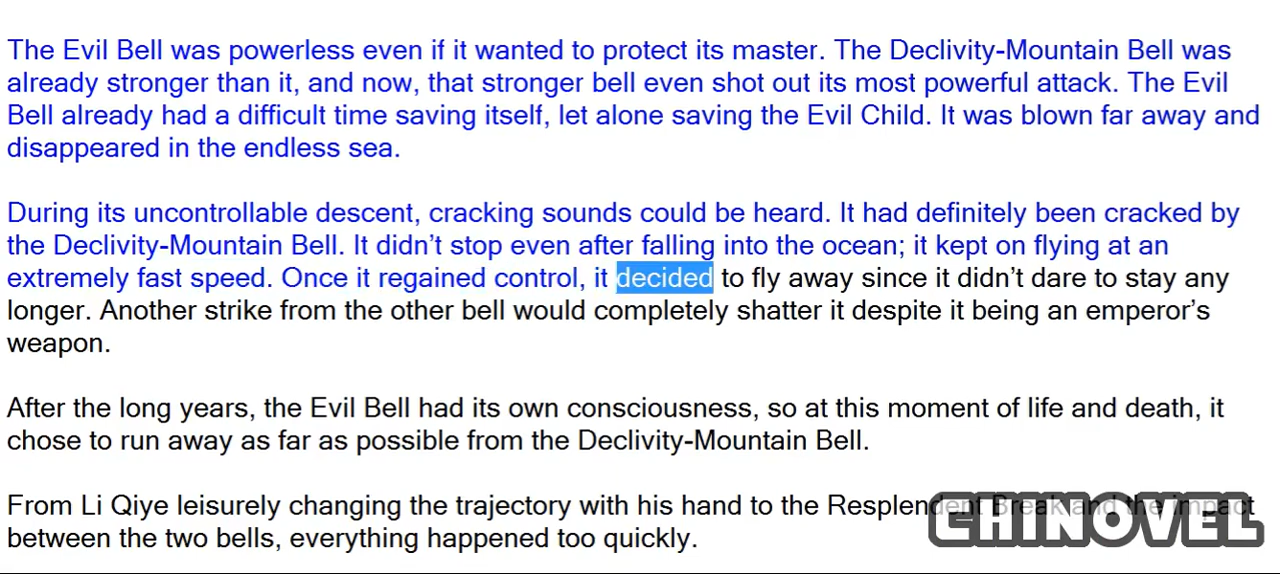 The Evil Bell was powerless even if it wanted to protect its master. The Declivity-Mountain Bell was
already stronger than it, and now, that stronger bell even shot out its most powerful attack. The Evil
Bell already had a difficult time saving itself, let alone saving the Evil Child. It was blown far away and
disappeared in the endless sea.
During its uncontrollable descent, cracking sounds could be heard. It had definitely been cracked by
the Declivity-Mountain Bell. It didn’t stop even after falling into the ocean; it kept on flying at an
extremely fast speed. Once it regained control, it decided to fly away since it didn’t dare to stay any
longer. Another strike from the other bell would completely shatter it despite it being an emperor’s
weapon.
After the long years, the Evil Bell had its own consciousness, so at this moment of life and death, it
chose to run away as far as possible from the Declivity-Mountain Bell.
From Li Qiye leisurely changing the trajectory with his hand to the Resplendent Break and the impact
between the two bells, everything happened too quickly.
CHINOVEL